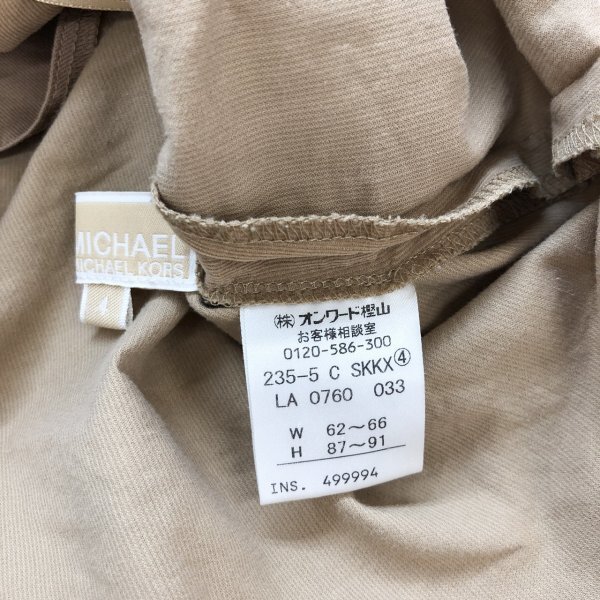 MICHAEL
MICHAEL KORS
4
(株)オンワード樫山
お客様相談室
0120-586-300
235-5 C SKKX④
LA 0760 033
W 62～66
H 87～91
INS. 499994